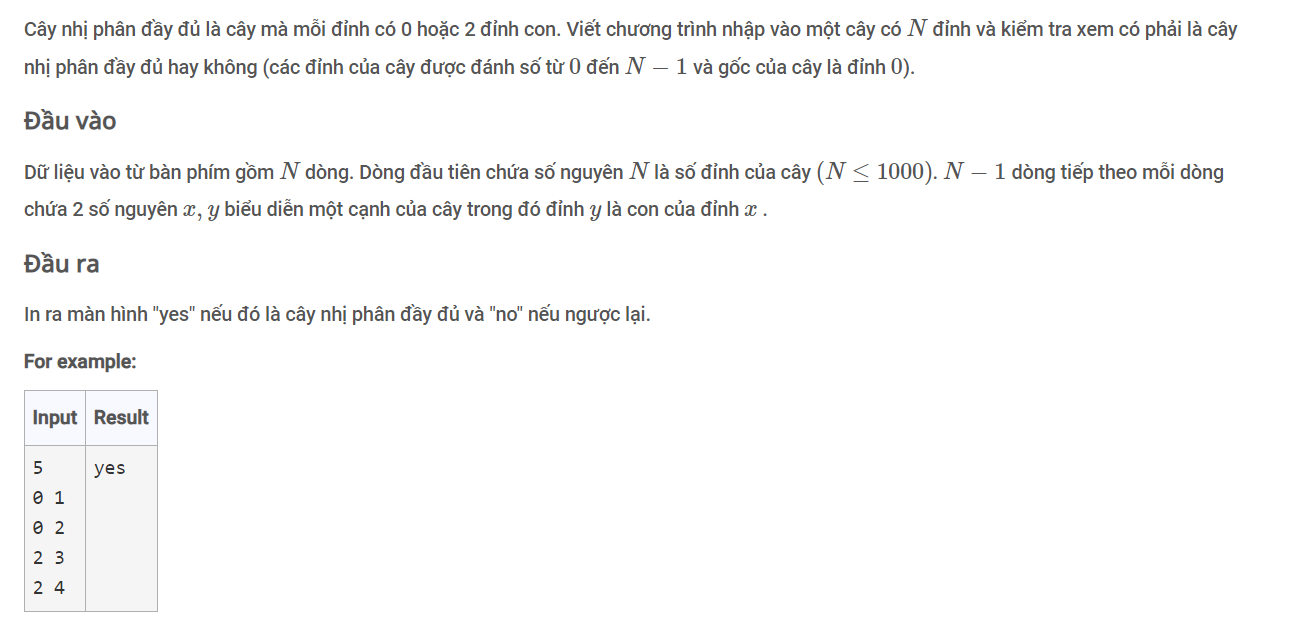 Cây nhị phân đầy đủ là cây mà mỗi đỉnh có 0 hoặc 2 đỉnh con. Viết chương trình nhập vào một cây có N đỉnh và kiểm tra xem có phải là cây
nhị phân đầy đủ hay không (các đỉnh của cây được đánh số từ 0 đến N − 1 và gốc của cây là đỉnh 0).
Đầu vào
Dữ liệu vào từ bàn phím gồm N dòng. Dòng đầu tiên chứa số nguyên N là số đỉnh của cây (N ≤ 1000). N − 1 dòng tiếp theo mỗi dòng
chứa 2 số nguyên x, y biểu diễn một cạnh của cây trong đó đỉnh y là con của đỉnh x .
Đầu ra
In ra màn hình "yes" nếu đó là cây nhị phân đầy đủ và "no" nếu ngược lại.
For example:
Input Result
5 yes
0 1
0 2
2 3
2 4